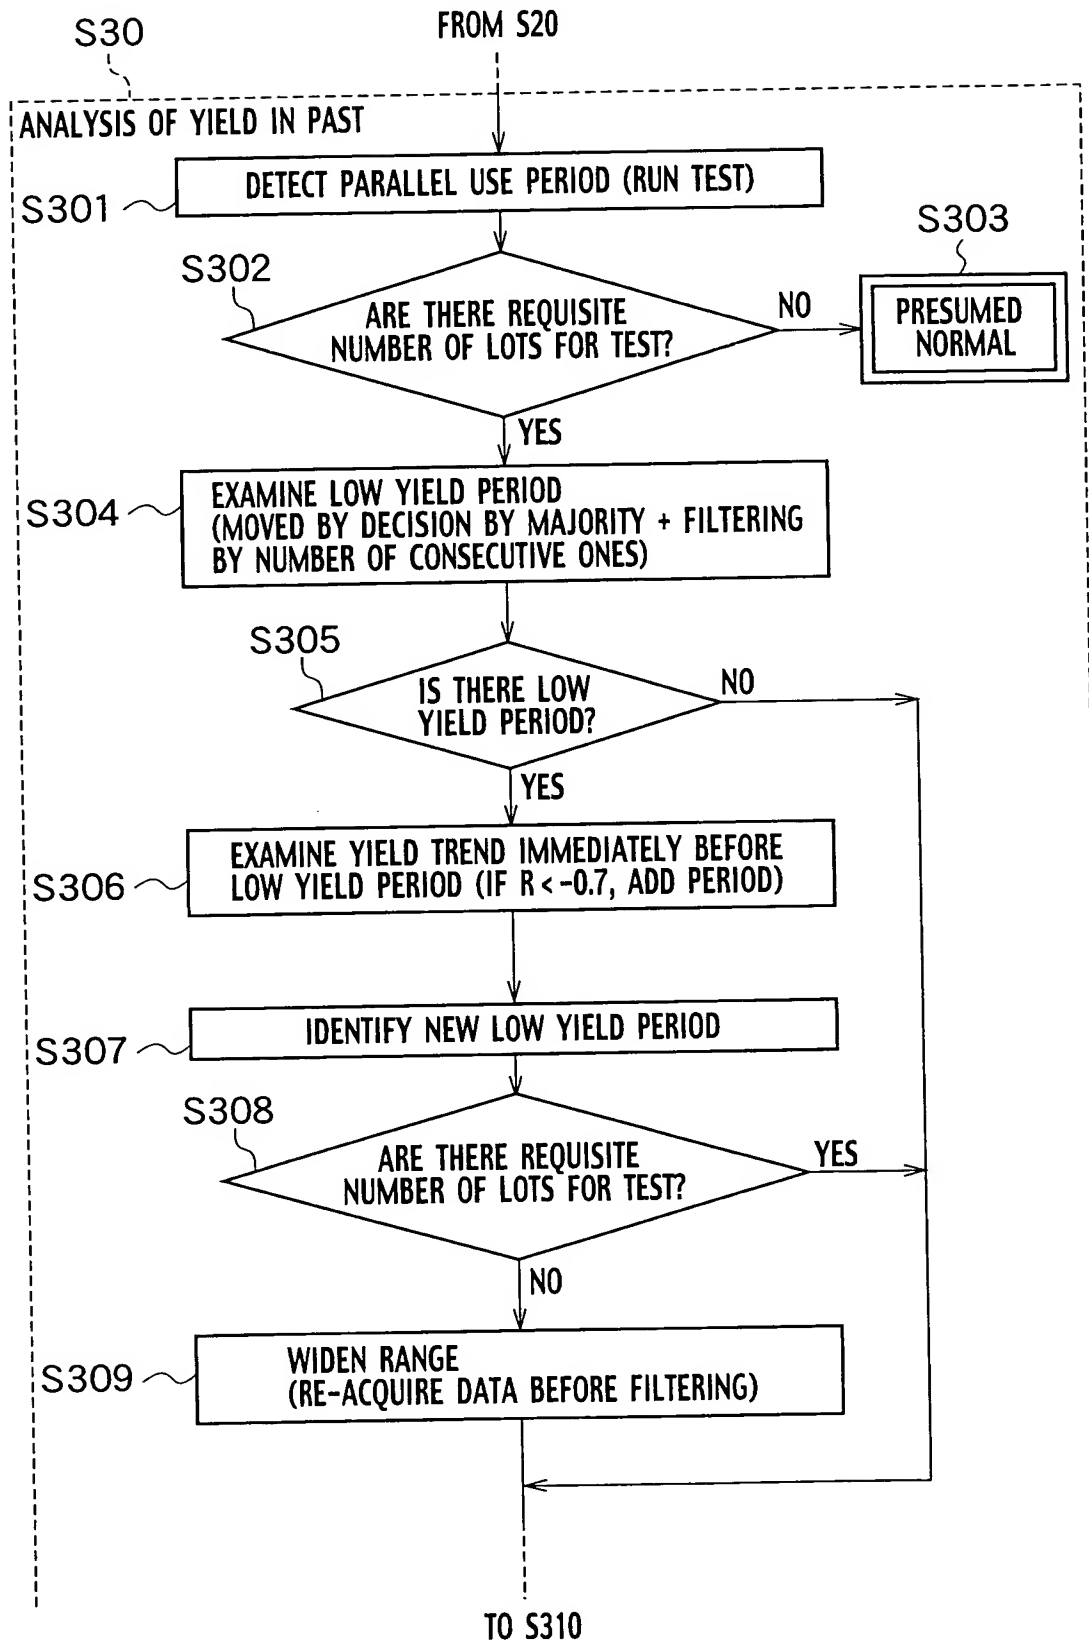 S30
FROM S20
ANALYSIS OF YIELD IN PAST
S301
DETECT PARALLEL USE PERIOD (RUN TEST)
S302
ARE THERE REQUISITE
NUMBER OF LOTS FOR TEST?
NO
S303
PRESUMED
NORMAL
YES
S304
EXAMINE LOW YIELD PERIOD
(MOVED BY DECISION BY MAJORITY + FILTERING
BY NUMBER OF CONSECUTIVE ONES)
S305
IS THERE LOW
YIELD PERIOD?
NO
YES
S306
EXAMINE YIELD TREND IMMEDIATELY BEFORE
LOW YIELD PERIOD (IF R < -0.7, ADD PERIOD)
S307
IDENTIFY NEW LOW YIELD PERIOD
S308
ARE THERE REQUISITE
NUMBER OF LOTS FOR TEST?
YES
NO
S309
WIDEN RANGE
(RE-ACQUIRE DATA BEFORE FILTERING)
TO S310